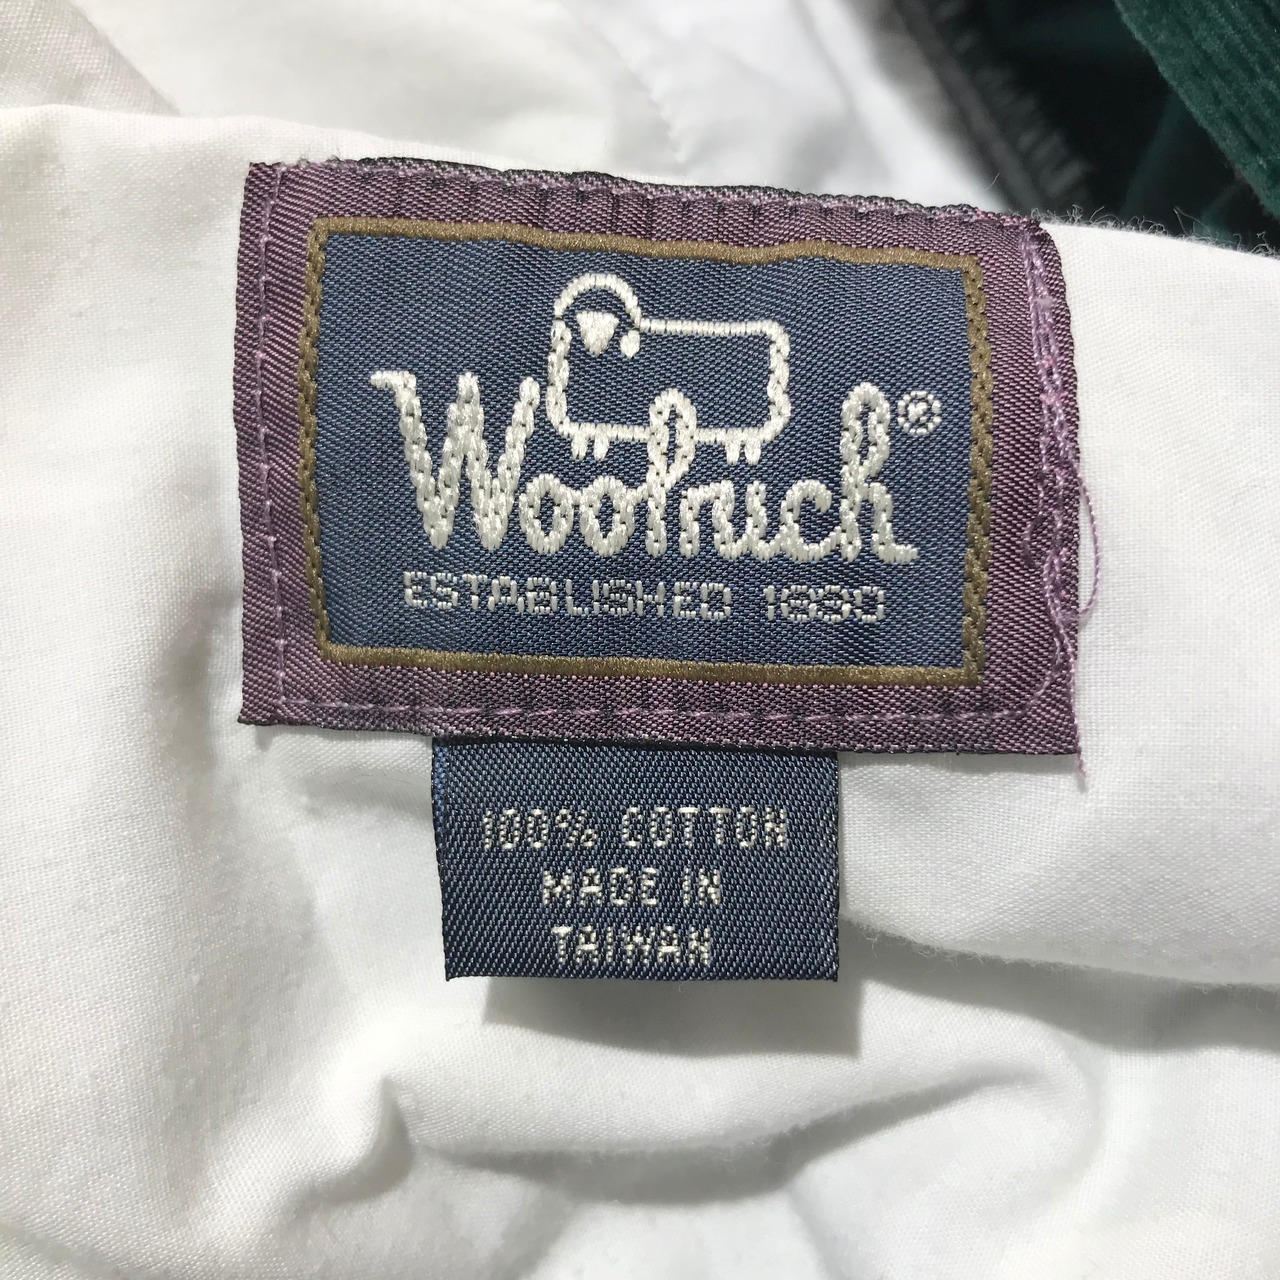 Woolrich®
ESTABLISHED 1830
100% COTTON
MADE IN
TAIWAN